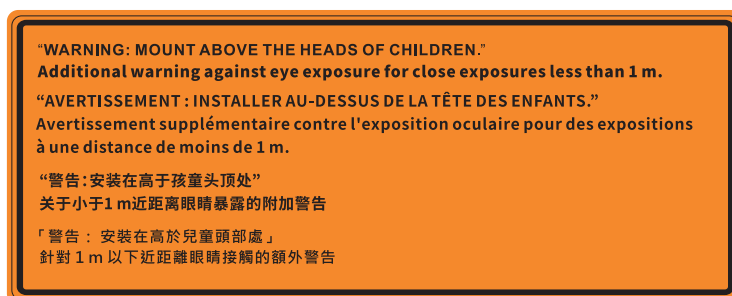 “WARNING: MOUNT ABOVE THE HEADS OF CHILDREN.”
Additional warning against eye exposure for close exposures less than 1 m.
“AVERTISSEMENT : INSTALLER AU-DESSUS DE LA TÊTE DES ENFANTS.”
Avertissement supplémentaire contre l'exposition oculaire pour des expositions
à une distance de moins de 1 m.
“警告:安装在高于孩童头顶处”
关于小于1 m近距离眼睛暴露的附加警告
「警告： 安裝在高於兒童頭部處」
針對 1 m 以下近距離眼睛接觸的額外警告